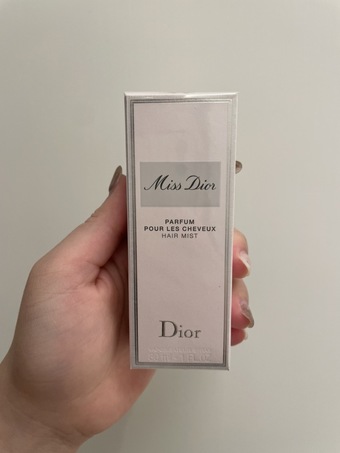 Miss Dior
PARFUM
POUR LES CHEVEUX
HAIR MIST
Dior